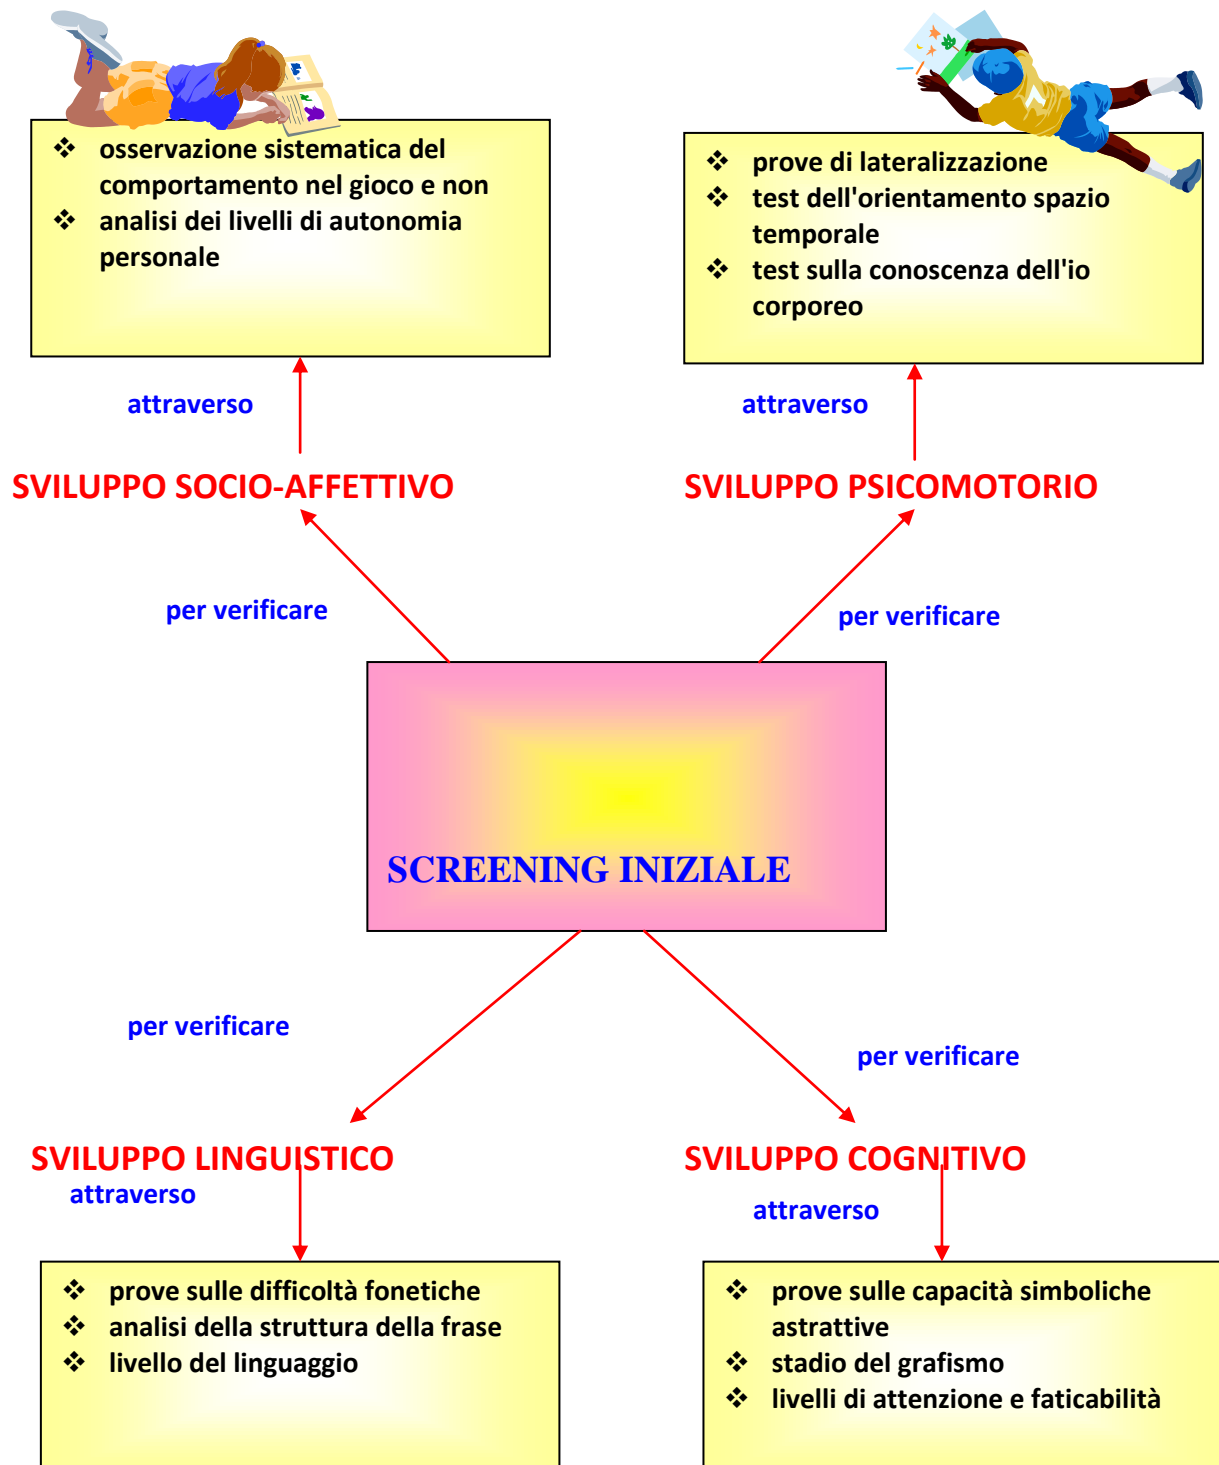 ❖ osservazione sistematica del
comportamento nel gioco e non
❖ analisi dei livelli di autonomia
personale
❖ prove di lateralizzazione
❖ test dell'orientamento spazio
temporale
❖ test sulla conoscenza dell'io
corporeo
attraverso
attraverso
SVILUPPO SOCIO-AFFETTIVO
SVILUPPO PSICOMOTORIO
per verificare
per verificare
SCREENING INIZIALE
per verificare
per verificare
SVILUPPO LINGUISTICO
attraverso
SVILUPPO COGNITIVO
attraverso
❖ prove sulle difficoltà fonetiche
❖ analisi della struttura della frase
❖ livello del linguaggio
❖ prove sulle capacità simboliche
astrattive
❖ stadio del grafismo
❖ livelli di attenzione e faticabilità